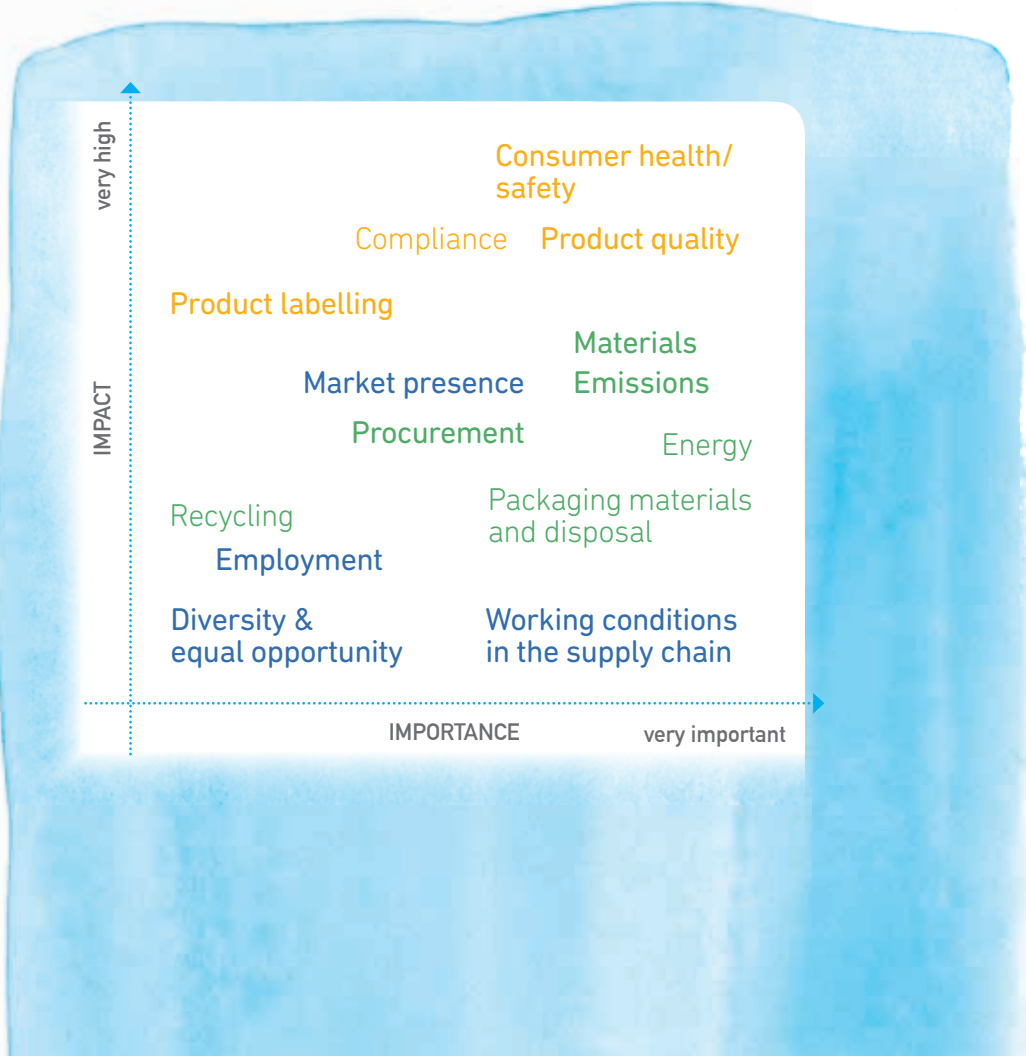 very high
Consumer health/
safety
Compliance
Product quality
Product labelling
Materials
Market presence
Emissions
IMPACT
Procurement
Energy
Packaging materials
and disposal
Recycling
Employment
Diversity &
equal opportunity
Working conditions
in the supply chain
IMPORTANCE
very important